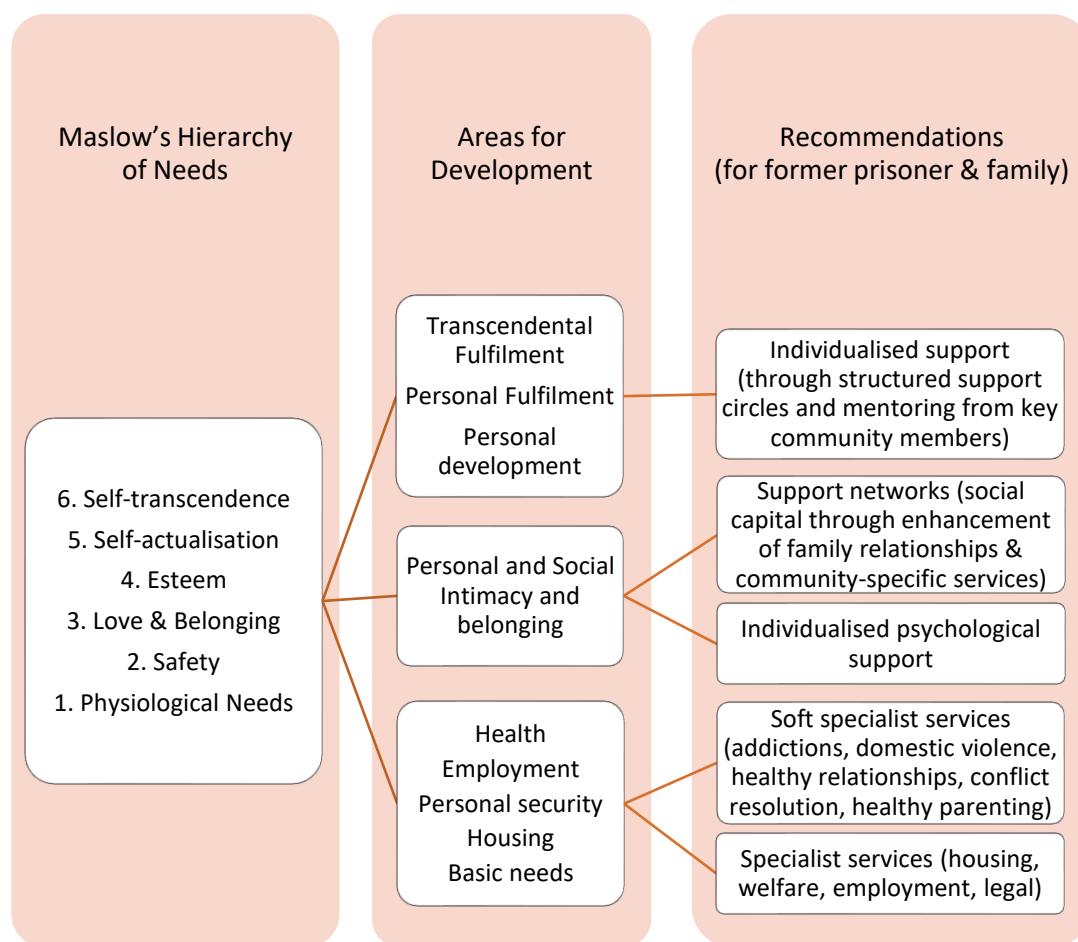 Maslow’s Hierarchy
of Needs
6. Self-transcendence
5. Self-actualisation
4. Esteem
3. Love & Belonging
2. Safety
1. Physiological Needs
Areas for
Development
Transcendental
Fulfilment
Personal Fulfilment
Personal
development
Personal and Social
Intimacy and
belonging
Health
Employment
Personal security
Housing
Basic needs
Recommendations
(for former prisoner & family)
Individualised support
(through structured support
circles and mentoring from key
community members)
Support networks (social
capital through enhancement
of family relationships &
community-specific services)
Individualised psychological
support
Soft specialist services
(addictions, domestic violence,
healthy relationships, conflict
resolution, healthy parenting)
Specialist services (housing,
welfare, employment, legal)